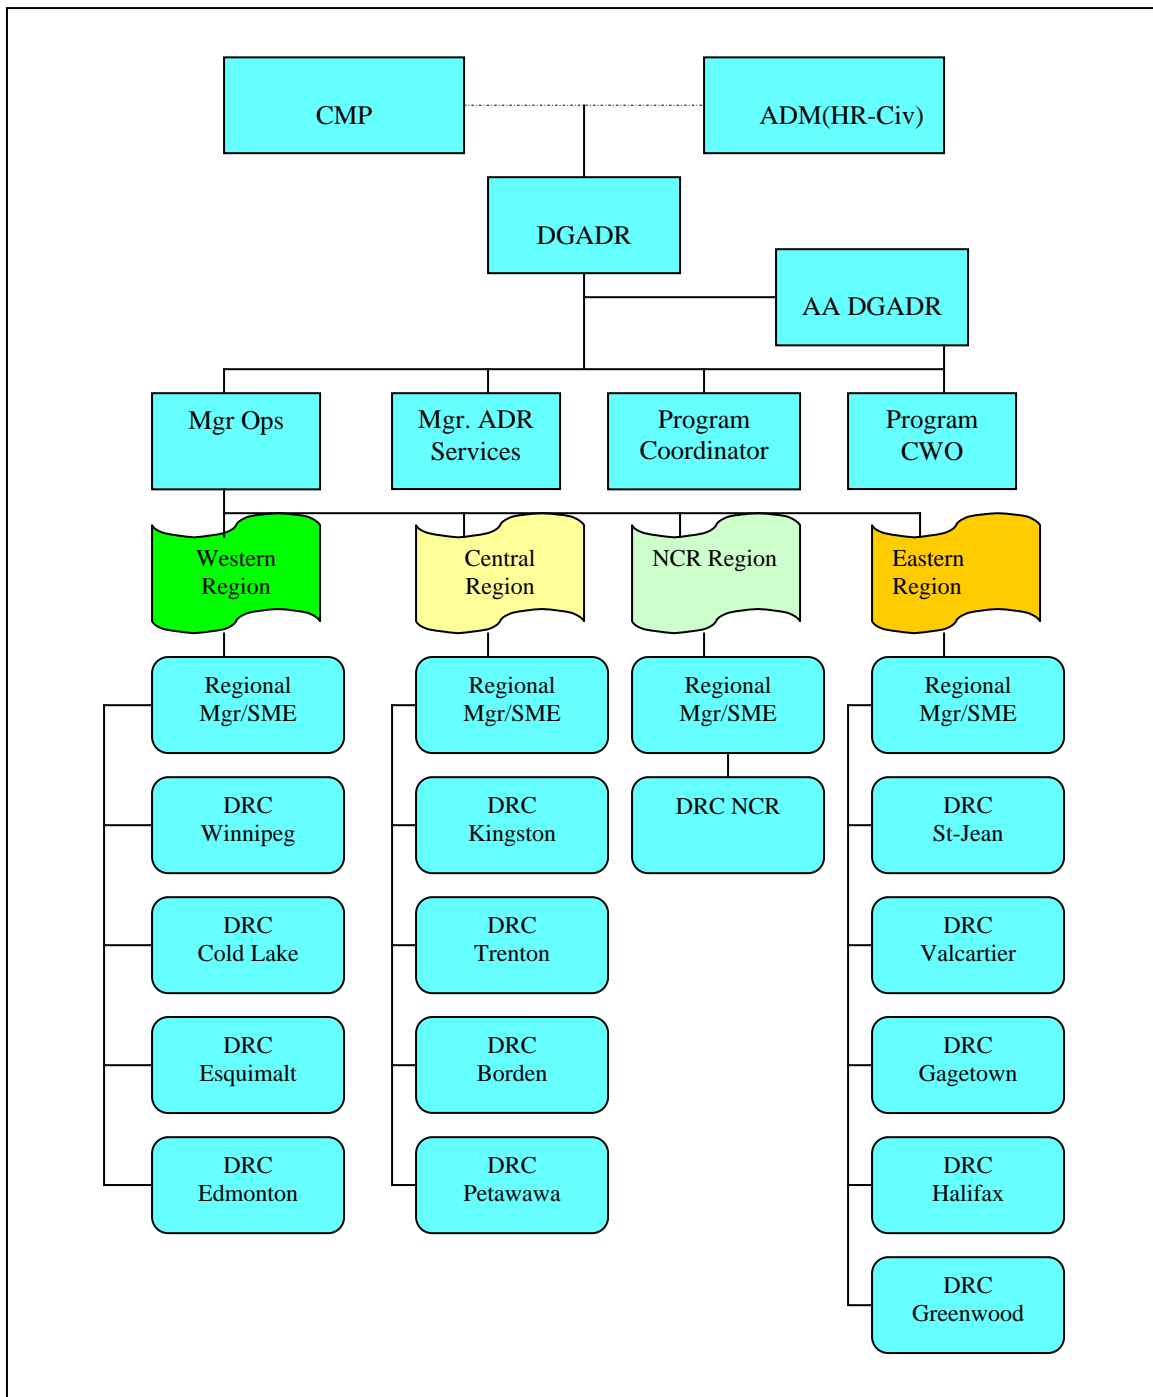 CMP
ADM(HR-Civ)
DGADR
AA DGADR
Mgr Ops
Mgr. ADR
Services
Program
Coordinator
Program
CWO
Western
Region
Central
Region
NCR Region
Eastern
Region
Regional
Mgr/SME
Regional
Mgr/SME
Regional
Mgr/SME
Regional
Mgr/SME
DRC
Winnipeg
DRC
Kingston
DRC NCR
DRC
St-Jean
DRC
Cold Lake
DRC
Trenton
DRC
Valcartier
DRC
Esquimalt
DRC
Borden
DRC
Gagetown
DRC
Edmonton
DRC
Petawawa
DRC
Halifax
DRC
Greenwood